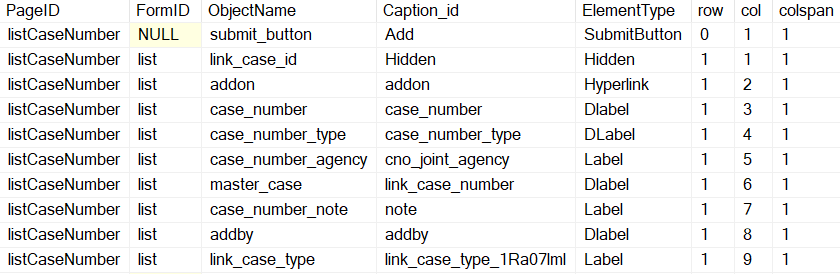 PageID FormID ObjectName Caption_id ElementType row col colspan
listCaseNumber NULL submit_button Add SubmitButton 0 1 1
listCaseNumber list link_case_id Hidden Hidden 1 1 1
listCaseNumber list addon addon Hyperlink 1 2 1
listCaseNumber list case_number case_number Dlabel 1 3 1
listCaseNumber list case_number_type case_number_type DLabel 1 4 1
listCaseNumber list case_number_agency cno_joint_agency Label 1 5 1
listCaseNumber list master_case link_case_number Dlabel 1 6 1
listCaseNumber list case_number_note note Label 1 7 1
listCaseNumber list addby addby Dlabel 1 8 1
listCaseNumber list link_case_type link_case_type_1Ra07lml Label 1 9 1